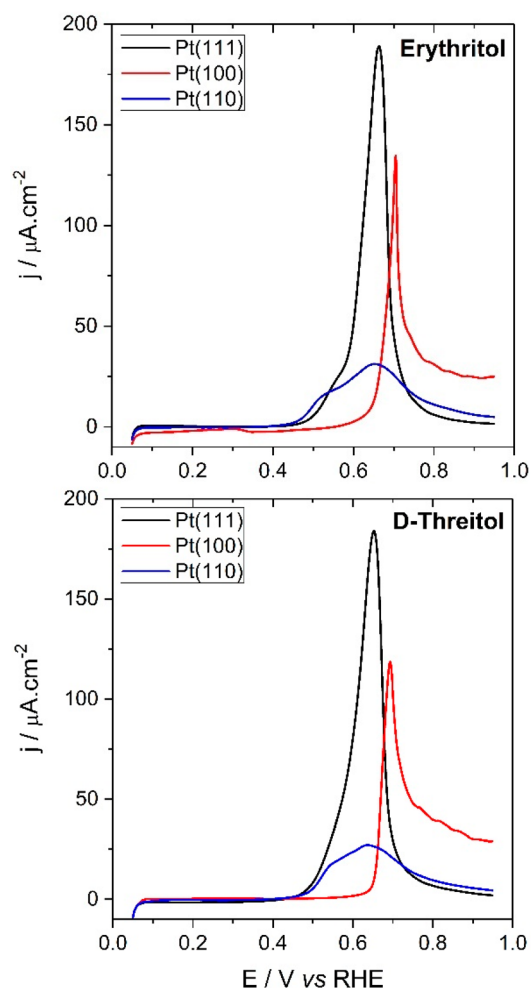 Erythritol
Pt(111)
Pt(100)
Pt(110)
200
150
100
50
0
j / μA.cm-2
0.0 0.2 0.4 0.6 0.8 1.0
D-Threitol
Pt(111)
Pt(100)
Pt(110)
200
150
100
50
0
j / μA.cm-2
0.0 0.2 0.4 0.6 0.8 1.0
E / V vs RHE